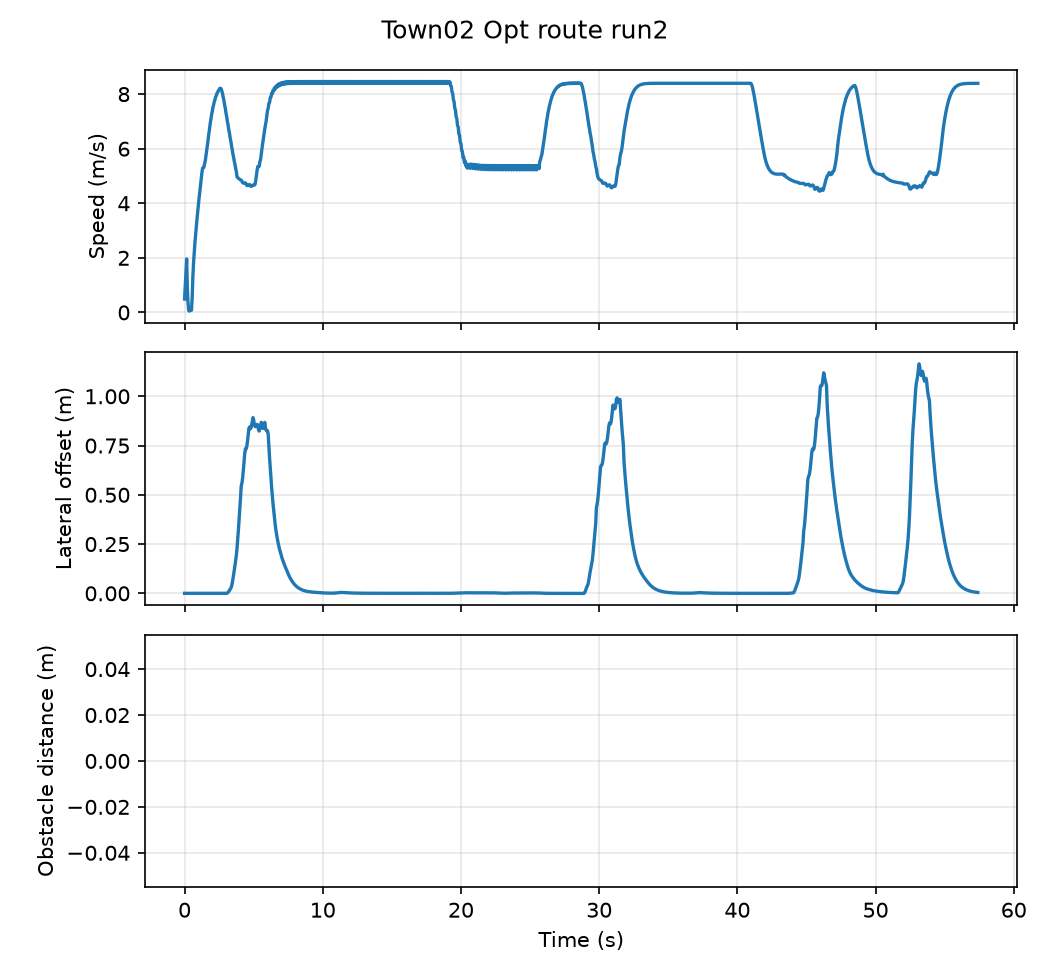 Town02 Opt route run2
8
6
4
2
0
Speed (m/s)
1.00
0.75
0.50
0.25
0.00
Lateral offset (m)
0.04
0.02
0.00
−0.02
−0.04
Obstacle distance (m)
0 10 20 30 40 50 60
Time (s)